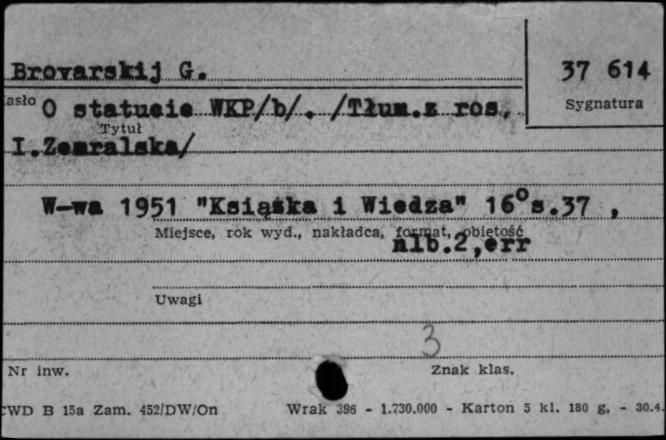 Brovarskij G.
37 614
asło
Sygnatura
O statucie WKP/b/. /Tłum.z ros.
Tytuł
I.Zemralska/
W-wa 1951 "Książka i Wiedza" 16° s.37 ,
Miejsce, rok wyd., nakładca, format, objętość
nlb.2,err
Uwagi
3
Nr inw.
Znak klas.
CWD B 15a Zam. 452/DW/On
Wrak 396 - 1.730.000 - Karton 5 kl. 180 g, - 30.4.